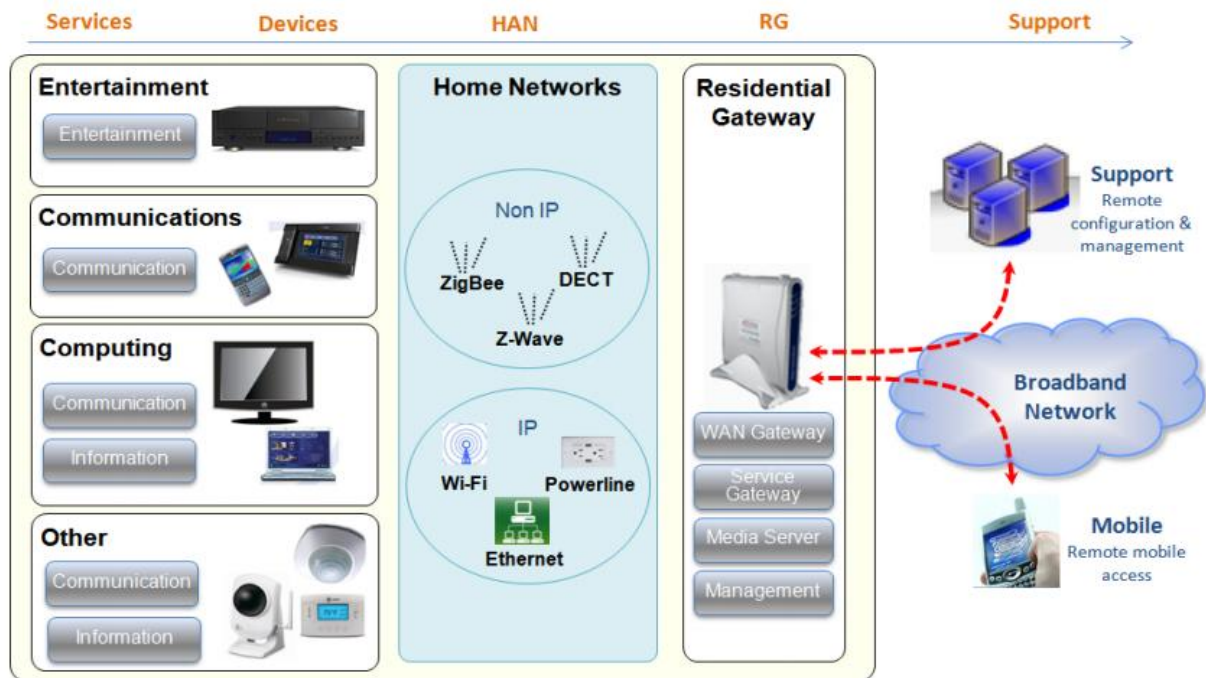 Services
Devices
HAN
RG
Support
Entertainment
Entertainment
Communications
Communication
Computing
Communication
Information
Other
Communication
Information
Home Networks
Non IP
ZigBee
DECT
Z-Wave
IP
Wi-Fi
Powerline
Ethernet
Residential
Gateway
WAN Gateway
Service
Gateway
Media Server
Management
Support
Remote
configuration &
management
Broadband
Network
Mobile
Remote mobile
access